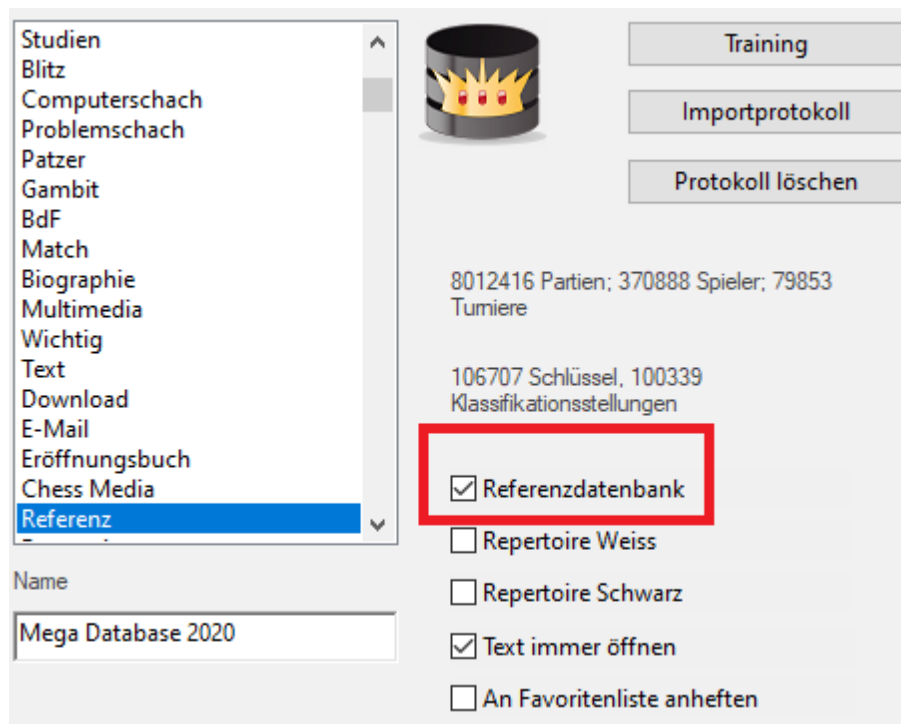 Studien
Blitz
Computerschach
Problemschach
Patzer
Gambit
BdF
Match
Biographie
Multimedia
Wichtig
Text
Download
E-Mail
Eröffnungsbuch
Chess Media
Referenz
Name
Mega Database 2020
Training
Importprotokoll
Protokoll löschen
8012416 Partien; 370888 Spieler; 79853
Turniere
106707 Schlüssel, 100339
Klassifikationsstellungen
Referenzdatenbank
Repertoire Weiss
Repertoire Schwarz
Text immer öffnen
An Favoritenliste anheften